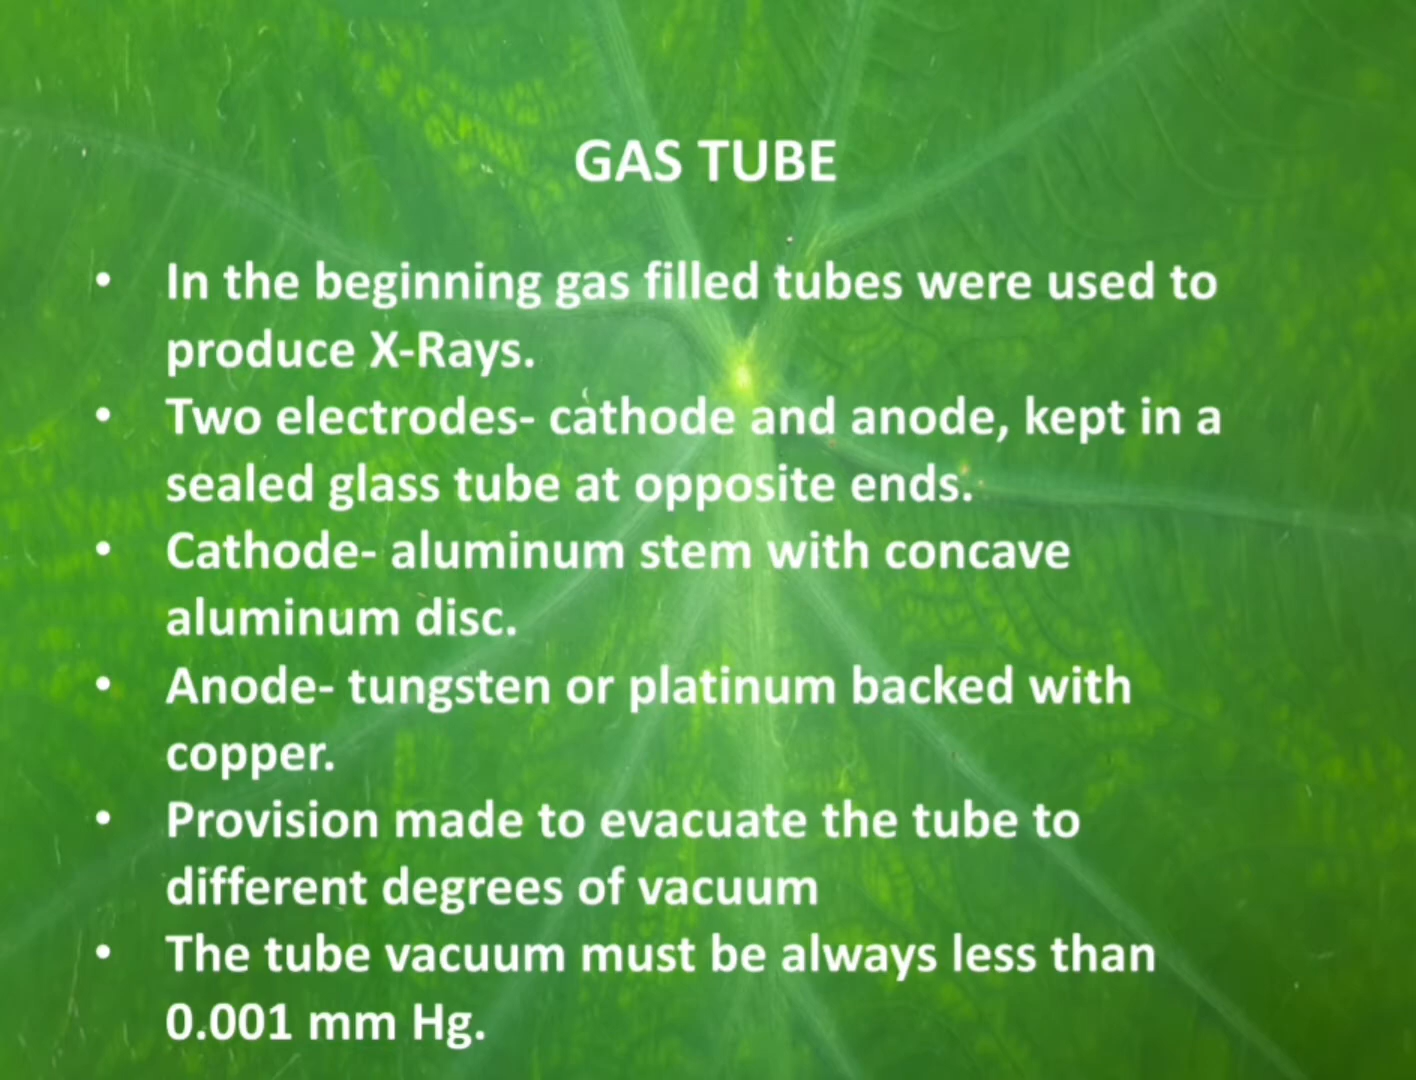 GAS TUBE
• In the beginning gas filled tubes were used to
produce X-Rays.
• Two electrodes- cathode and anode, kept in a
sealed glass tube at opposite ends.
• Cathode- aluminum stem with concave
aluminum disc.
• Anode- tungsten or platinum backed with
copper.
• Provision made to evacuate the tube to
different degrees of vacuum
• The tube vacuum must be always less than
0.001 mm Hg.